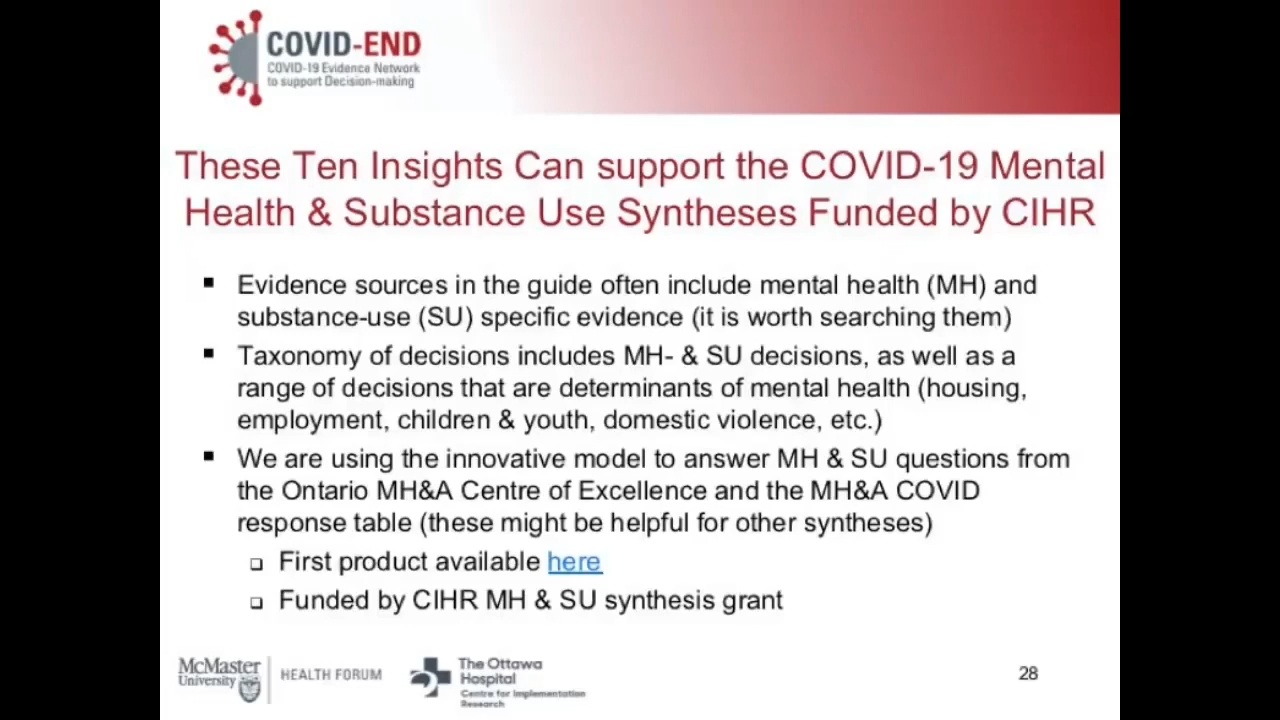 COVID-END
COVID-19 Evidence Network
to support Decision-making
These Ten Insights Can support the COVID-19 Mental
Health & Substance Use Syntheses Funded by CIHR
Evidence sources in the guide often include mental health (MH) and
substance-use (SU) specific evidence (it is worth searching them)
Taxonomy of decisions includes MH- & SU decisions, as well as a
range of decisions that are determinants of mental health (housing,
employment, children & youth, domestic violence, etc.)
We are using the innovative model to answer MH & SU questions from
the Ontario MH&A Centre of Excellence and the MH&A COVID
response table (these might be helpful for other syntheses)
First product available here
Funded by CIHR MH & SU synthesis grant
McMaster
University
HEALTH FORUM
The Ottawa
Hospital
Centre for Implementation
Research
28